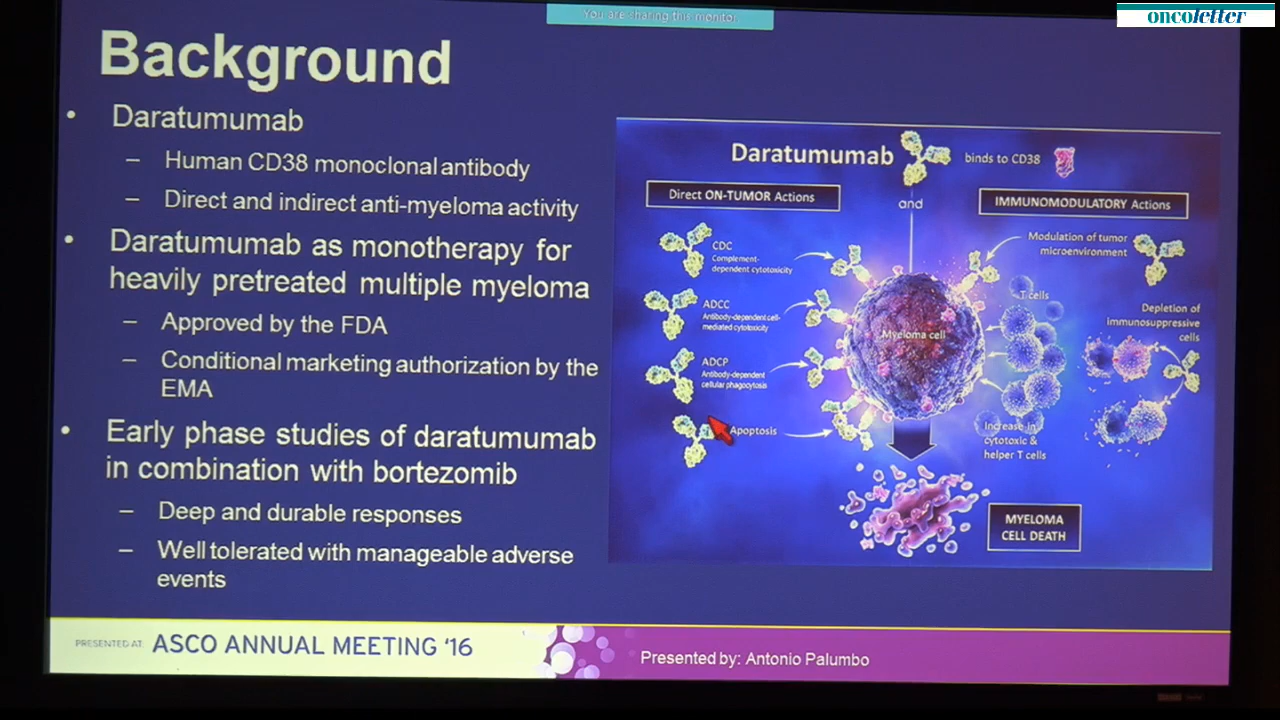 You are sharing this monitor.
oncoletter
Background
• Daratumumab
– Human CD38 monoclonal antibody
– Direct and indirect anti-myeloma activity
• Daratumumab as monotherapy for
heavily pretreated multiple myeloma
– Approved by the FDA
– Conditional marketing authorization by the
EMA
• Early phase studies of daratumumab
in combination with bortezomib
– Deep and durable responses
– Well tolerated with manageable adverse
events
Daratumumab
binds to CD38
and
Direct ON-TUMOR Actions
IMMUNOMODULATORY Actions
CDC
Complement-
dependent cytotoxicity
ADCC
Antibody-dependent cell-
mediated cytotoxicity
ADCP
Antibody-dependent
cellular phagocytosis
Apoptosis
Myeloma cell
Modulation of tumor
microenvironment
T cells
Depletion of
immunosuppressive
cells
Increase in
cytotoxic &
helper T cells
MYELOMA
CELL DEATH
PRESENTED AT: ASCO ANNUAL MEETING '16
Presented by: Antonio Palumbo